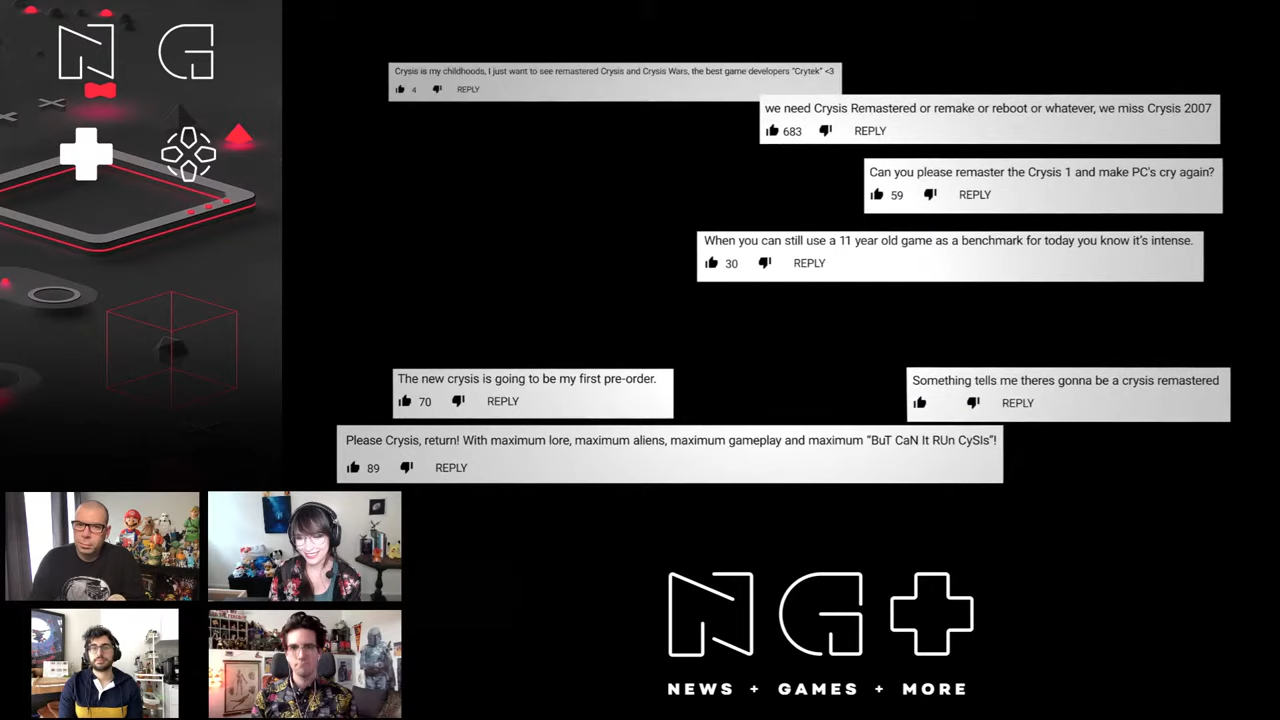 N G
Crysis is my childhoods, I just want to see remastered Crysis and Crysis Wars, the best game developers “Crytek” <3
4 REPLY
we need Crysis Remastered or remake or reboot or whatever, we miss Crysis 2007
683 REPLY
Can you please remaster the Crysis 1 and make PC's cry again?
59 REPLY
When you can still use a 11 year old game as a benchmark for today you know it's intense.
30 REPLY
The new crysis is going to be my first pre-order.
70 REPLY
Something tells me theres gonna be a crysis remastered
REPLY
Please Crysis, return! With maximum lore, maximum aliens, maximum gameplay and maximum “BuT CaN It RUn CySIs”!
89 REPLY
NG+
NEWS + GAMES + MORE